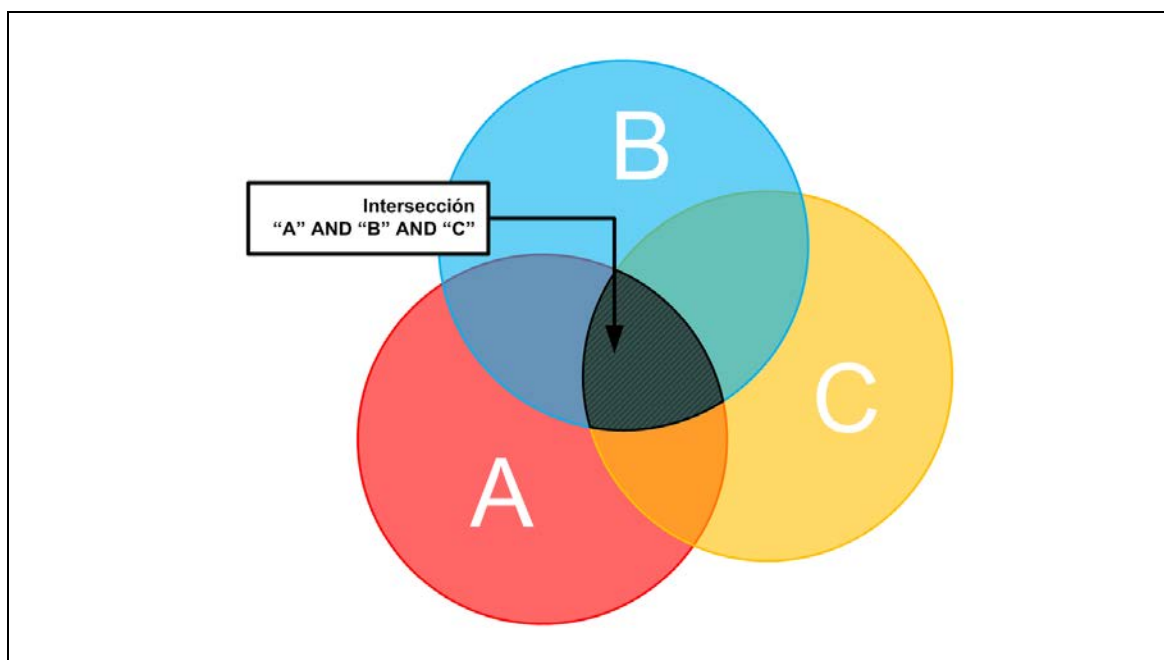 B
Intersección
“A” AND “B” AND “C”
C
A